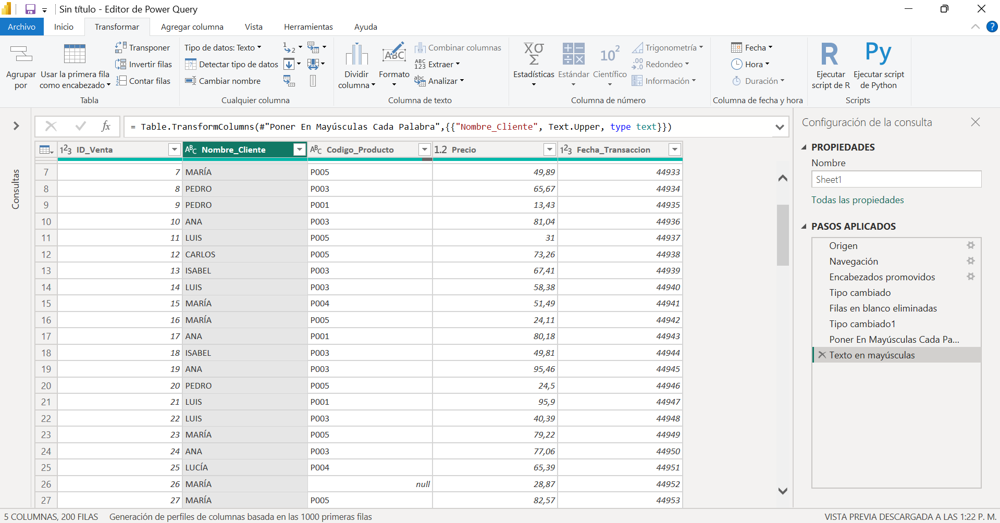 Sin título - Editor de Power Query
Archivo Inicio Transformar Agregar columna Vista Herramientas Ayuda
Agrupar por
Usar la primera fila como encabezado
Transponer
Invertir filas
Contar filas
Tabla
Tipo de datos: Texto
Detectar tipo de datos
Cambiar nombre
Cualquier columna
Dividir columna
Formato
Combinar columnas
Extraer
Analizar
Columna de texto
Estadísticas
Estándar
Científico
Trigonometría
Redondeo
Información
Columna de número
Fecha
Hora
Duración
Columna de fecha y hora
Ejecutar script de R
Ejecutar script de Python
Scripts
= Table.TransformColumns(#"Poner En Mayúsculas Cada Palabra",{{"Nombre_Cliente", Text.Upper, type text}})
Consultas
ID_Venta Nombre_Cliente Codigo_Producto 1.2 Precio Fecha_Transaccion
7 7 MARÍA P005 49,89 44933
8 8 PEDRO P003 65,67 44934
9 9 PEDRO P001 13,43 44935
10 10 ANA P003 81,04 44936
11 11 LUIS P005 31 44937
12 12 CARLOS P005 73,26 44938
13 13 ISABEL P003 67,41 44939
14 14 LUIS P003 58,38 44940
15 15 MARÍA P004 51,49 44941
16 16 MARÍA P005 24,11 44942
17 17 ANA P001 80,18 44943
18 18 ISABEL P003 49,81 44944
19 19 ANA P003 95,46 44945
20 20 PEDRO P005 24,5 44946
21 21 LUIS P001 95,9 44947
22 22 LUIS P003 40,39 44948
23 23 MARÍA P005 79,22 44949
24 24 ANA P003 77,06 44950
25 25 LUCÍA P004 65,39 44951
26 26 MARÍA null 28,87 44952
27 27 MARÍA P005 82,57 44953
Configuración de la consulta
PROPIEDADES
Nombre
Sheet1
Todas las propiedades
PASOS APLICADOS
Origen
Navegación
Encabezados promovidos
Tipo cambiado
Filas en blanco eliminadas
Tipo cambiado1
Poner En Mayúsculas Cada Pa...
Texto en mayúsculas
5 COLUMNAS, 200 FILAS Generación de perfiles de columnas basada en las 1000 primeras filas
VISTA PREVIA DESCARGADA A LAS 1:22 P. M.